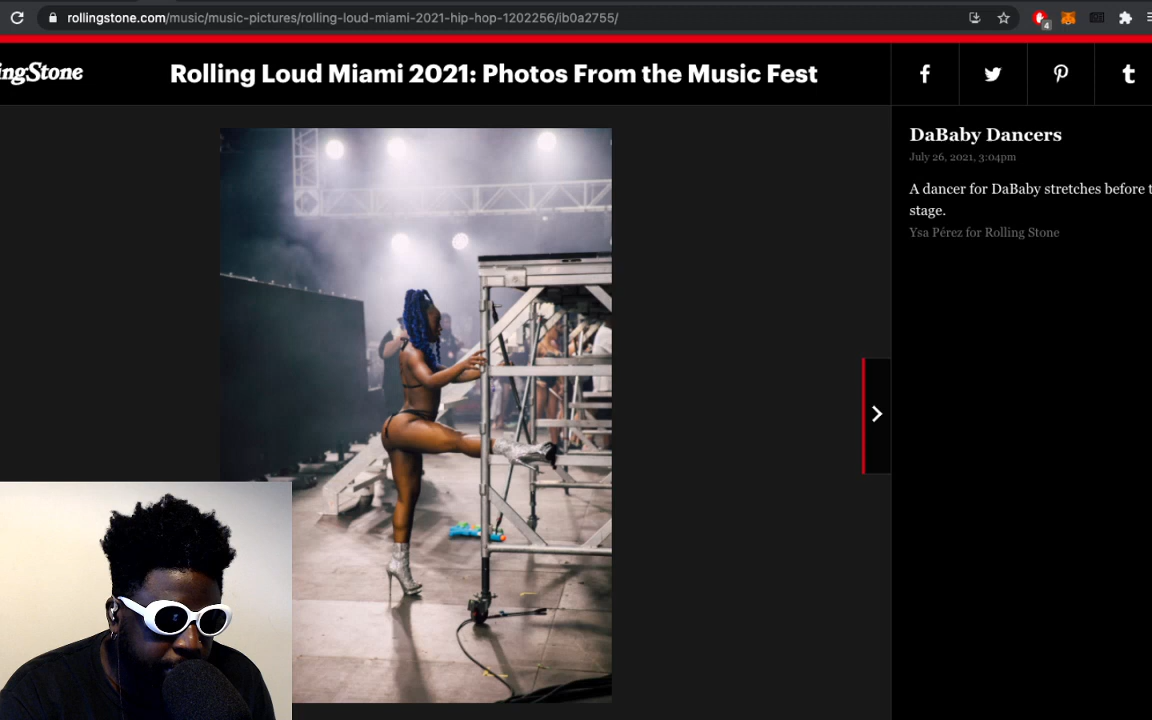 rollingstone.com/music/music-pictures/rolling-loud-miami-2021-hip-hop-1202256/ib0a2755/
4
ingStone
Rolling Loud Miami 2021: Photos From the Music Fest
DaBaby Dancers
July 26, 2021, 3:04pm
A dancer for DaBaby stretches before t
stage.
Ysa Pérez for Rolling Stone